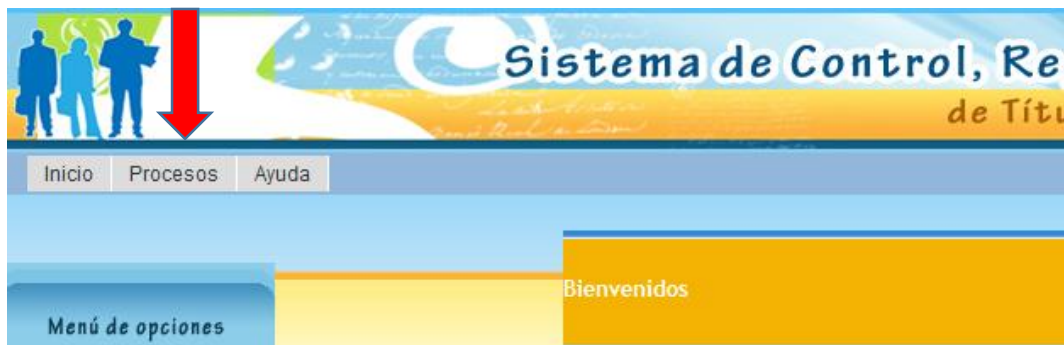 Sistema de Control, Re
de Títu
Inicio Procesos Ayuda
Bienvenidos
Menú de opciones